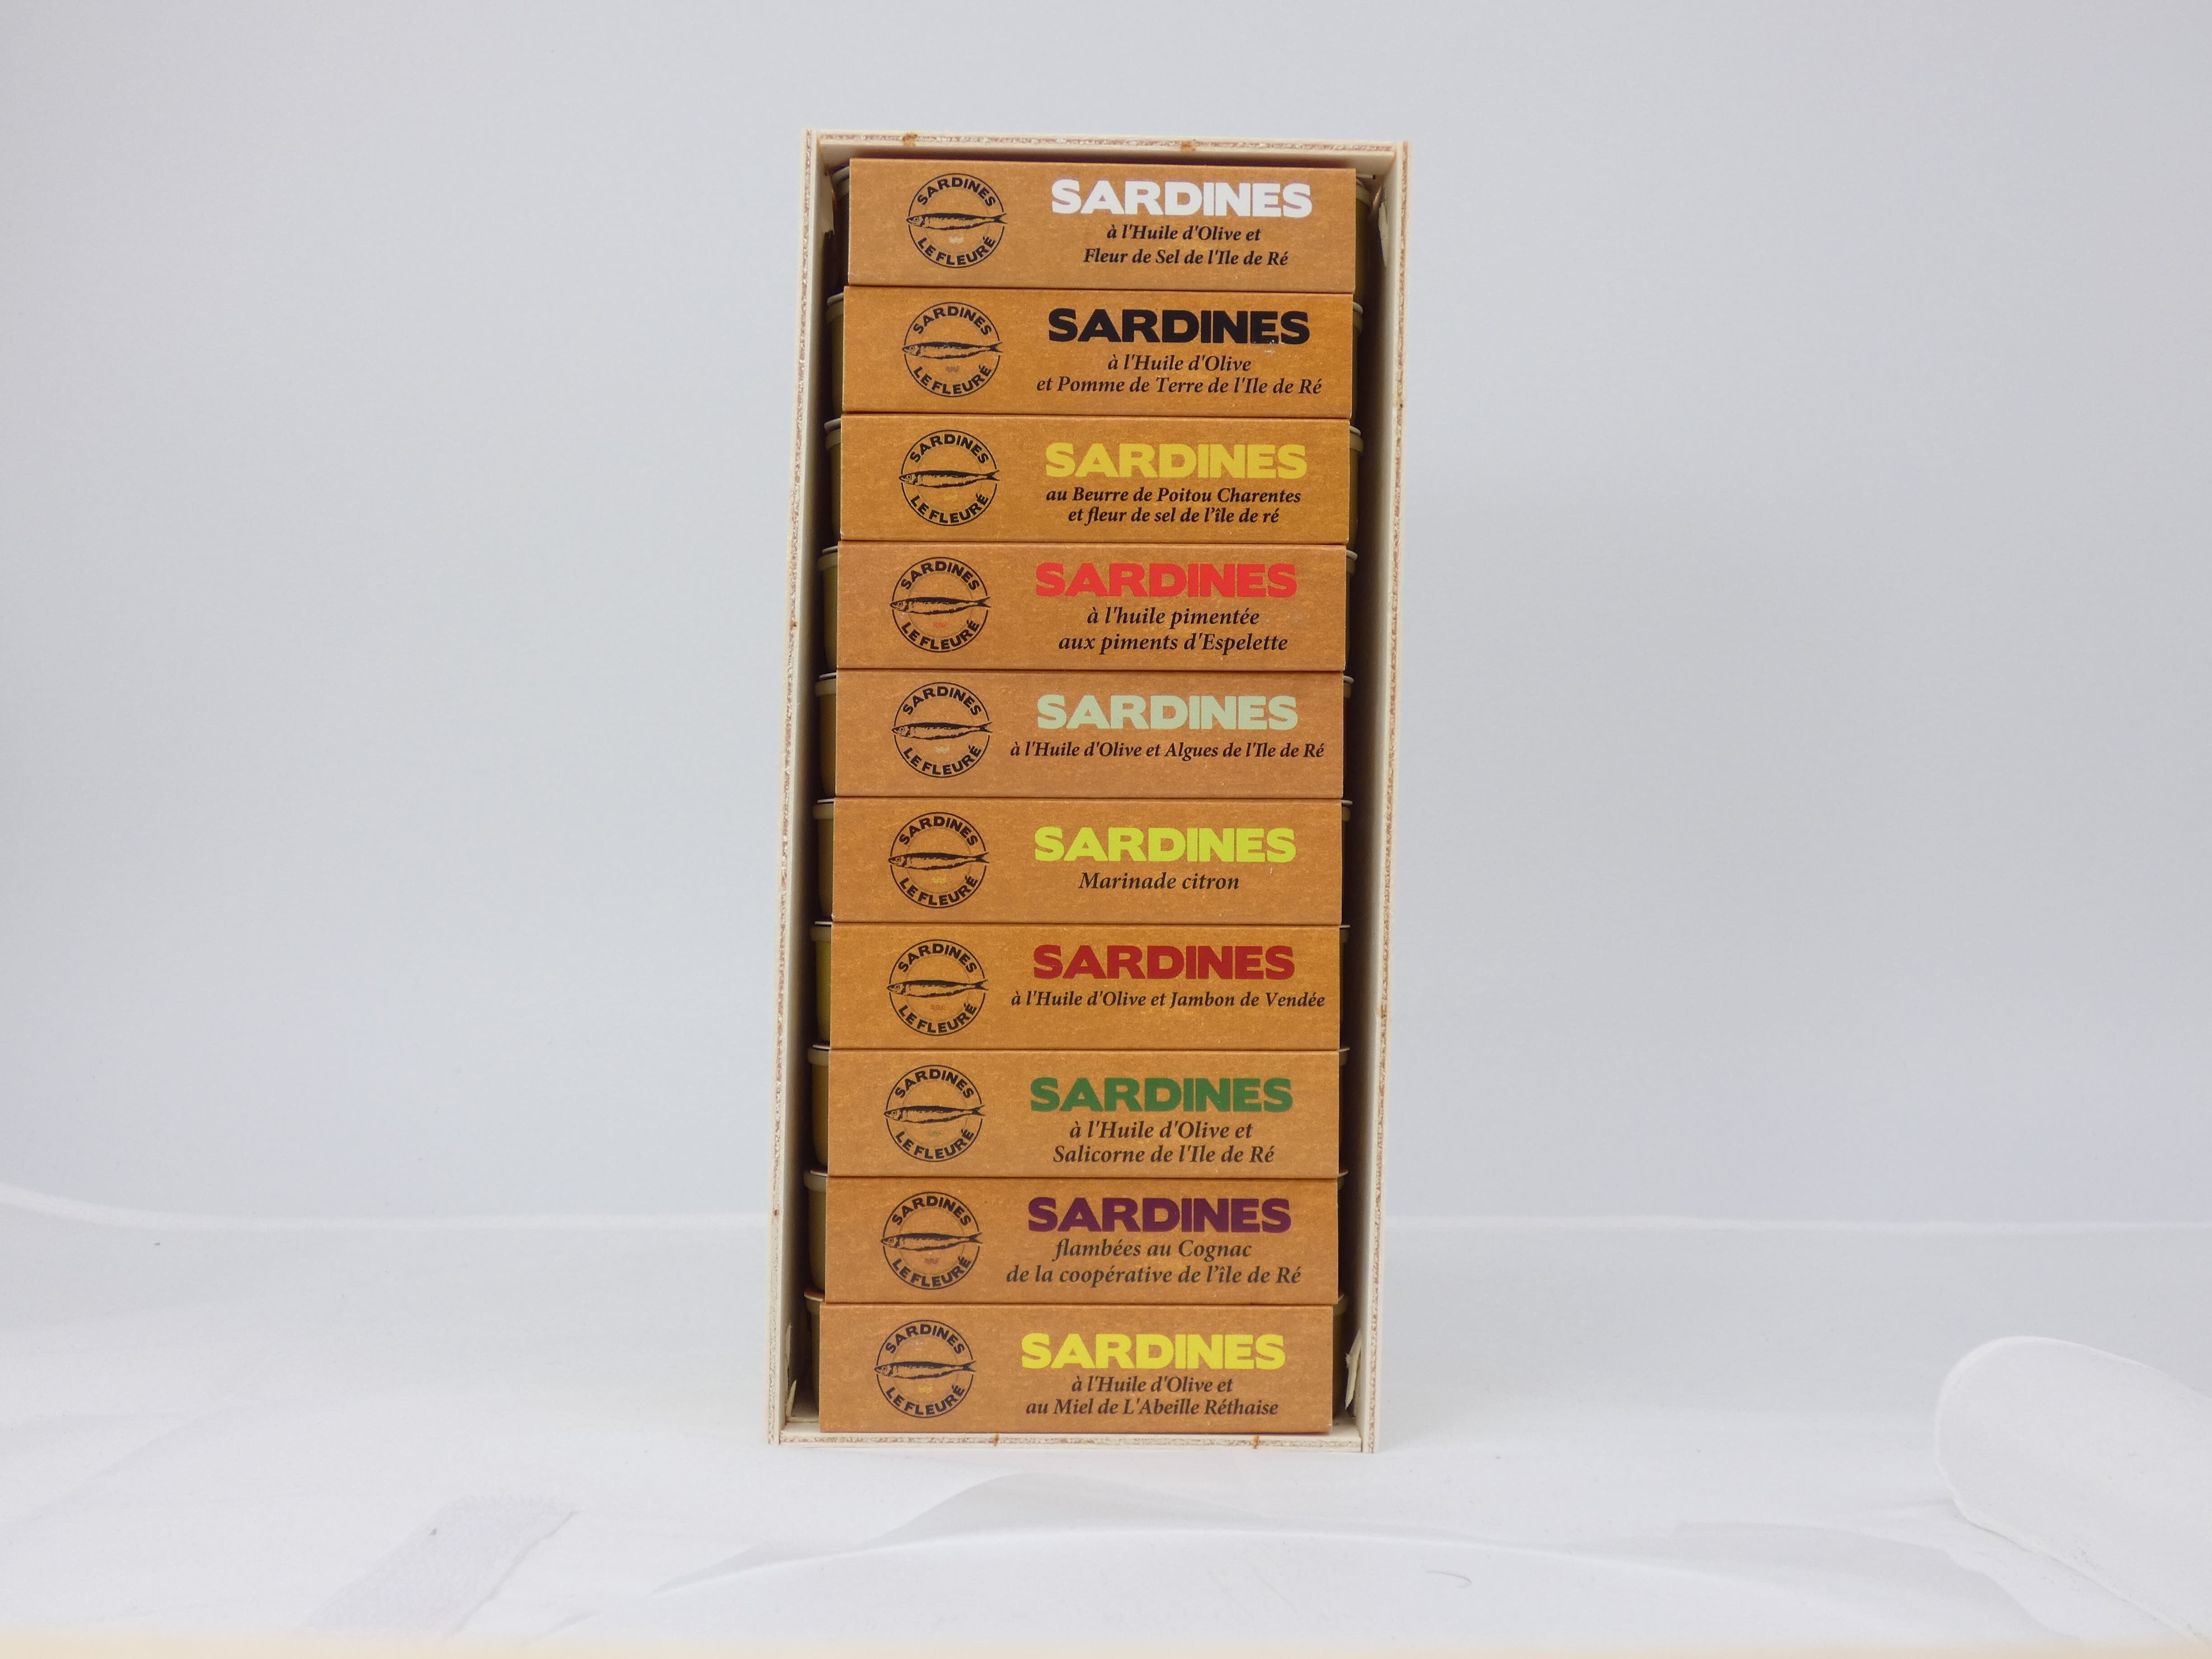 SARDINES
LE FLEURÉ
SARDINES
à l'Huile d'Olive et
Fleur de Sel de l'Ile de Ré
SARDINES
LE FLEURÉ
SARDINES
à l'Huile d'Olive
et Pomme de Terre de l'Ile de Ré
SARDINES
LE FLEURÉ
SARDINES
au Beurre de Poitou Charentes
et fleur de sel de l'île de ré
SARDINES
LE FLEURÉ
SARDINES
à l'huile pimentée
aux piments d'Espelette
SARDINES
LE FLEURÉ
SARDINES
à l'Huile d'Olive et Algues de l'Ile de Ré
SARDINES
LE FLEURÉ
SARDINES
Marinade citron
SARDINES
LE FLEURÉ
SARDINES
à l'Huile d'Olive et Jambon de Vendée
SARDINES
LE FLEURÉ
SARDINES
à l'Huile d'Olive et
Salicorne de l'Ile de Ré
SARDINES
LE FLEURÉ
SARDINES
flambées au Cognac
de la coopérative de l'île de Ré
SARDINES
LE FLEURÉ
SARDINES
à l'Huile d'Olive et
au Miel de L'Abeille Réthaise